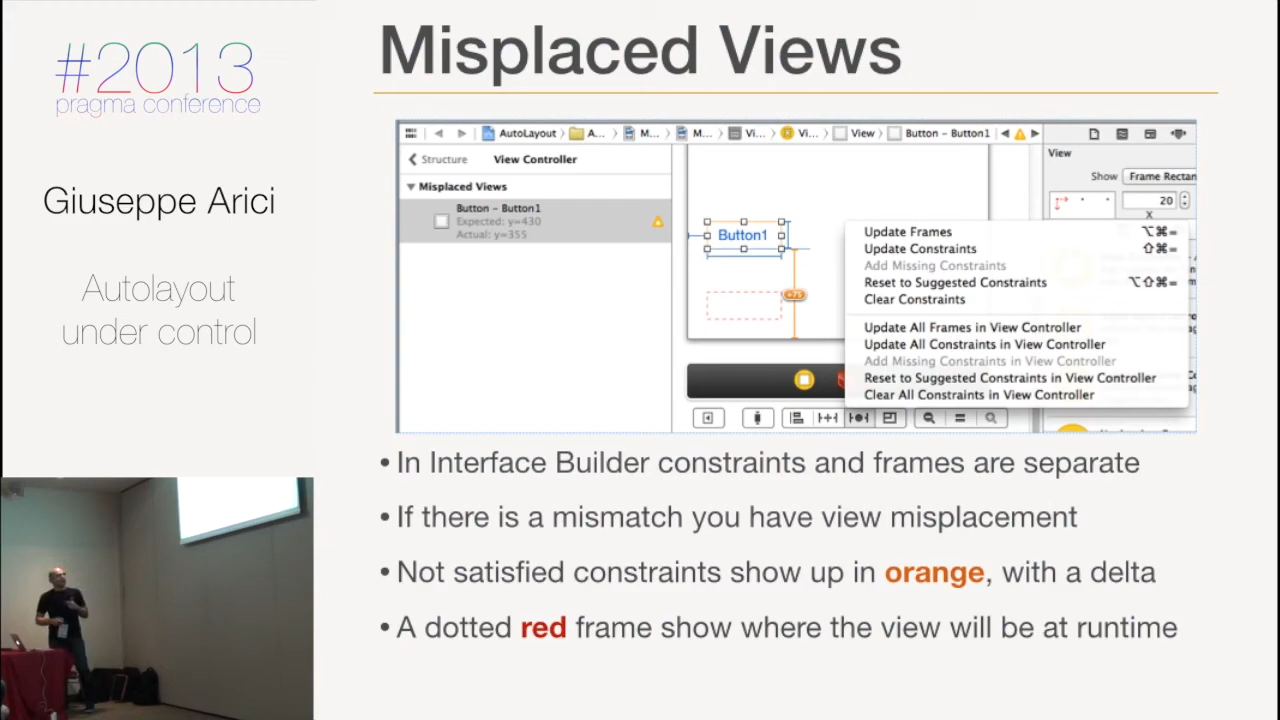 #2013
pragma conference
Giuseppe Arici
Autolayout
under control
Misplaced Views
AutoLayout
A...
M...
M...
Vi...
Vi...
View
Button - Button1
Structure
View Controller
Misplaced Views
Button - Button1
Expected: y=430
Actual: y=355
Button1
+75
View
Show
Frame Rectan
20
X
Update Frames ⌥⌘=
Update Constraints ⇧⌘=
Add Missing Constraints
Reset to Suggested Constraints ⌥⇧⌘=
Clear Constraints
Update All Frames in View Controller
Update All Constraints in View Controller
Add Missing Constraints in View Controller
Reset to Suggested Constraints in View Controller
Clear All Constraints in View Controller
• In Interface Builder constraints and frames are separate
• If there is a mismatch you have view misplacement
• Not satisfied constraints show up in orange, with a delta
• A dotted red frame show where the view will be at runtime